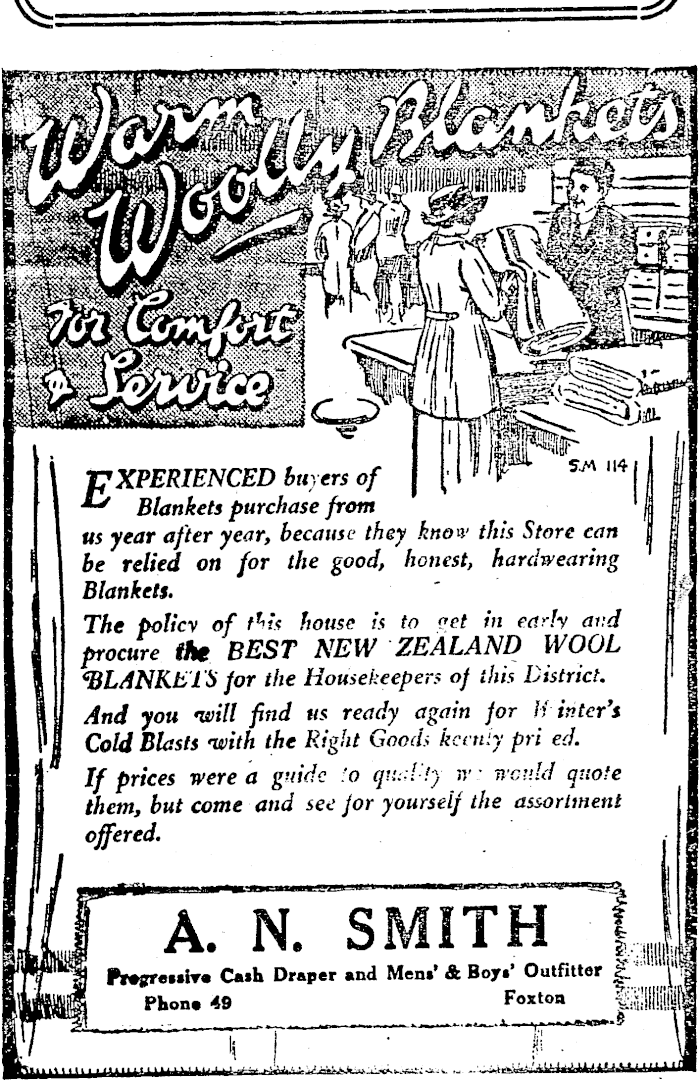 Warm
Woolly Blankets
for Comfort
& Service
S.M 114
EXPERIENCED buyers of
Blankets purchase from
us year after year, because they know this Store can
be relied on for the good, honest, hardwearing
Blankets.
The policy of this house is to get in early and
procure the BEST NEW ZEALAND WOOL
BLANKETS for the Housekeepers of this District.
And you will find us ready again for Winter's
Cold Blasts with the Right Goods keenly pri ed.
If prices were a guide to quality we would quote
them, but come and see for yourself the assortment
offered.
A. N. SMITH
Progressive Cash Draper and Mens' & Boys' Outfitter
Phone 49 Foxton